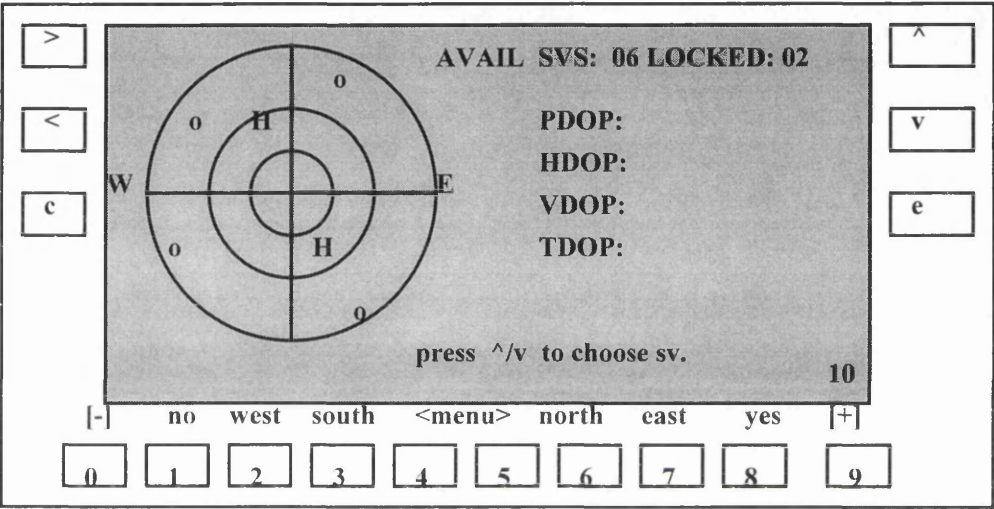 > ^
AVAIL SVS: 06 LOCKED: 02
o
o H
< PDOP: v
HDOP:
W E
c VDOP: e
o H TDOP:
o
press ^/v to choose sv.
10
[-] no west south <menu> north east yes [+]
0 1 2 3 4 5 6 7 8 9